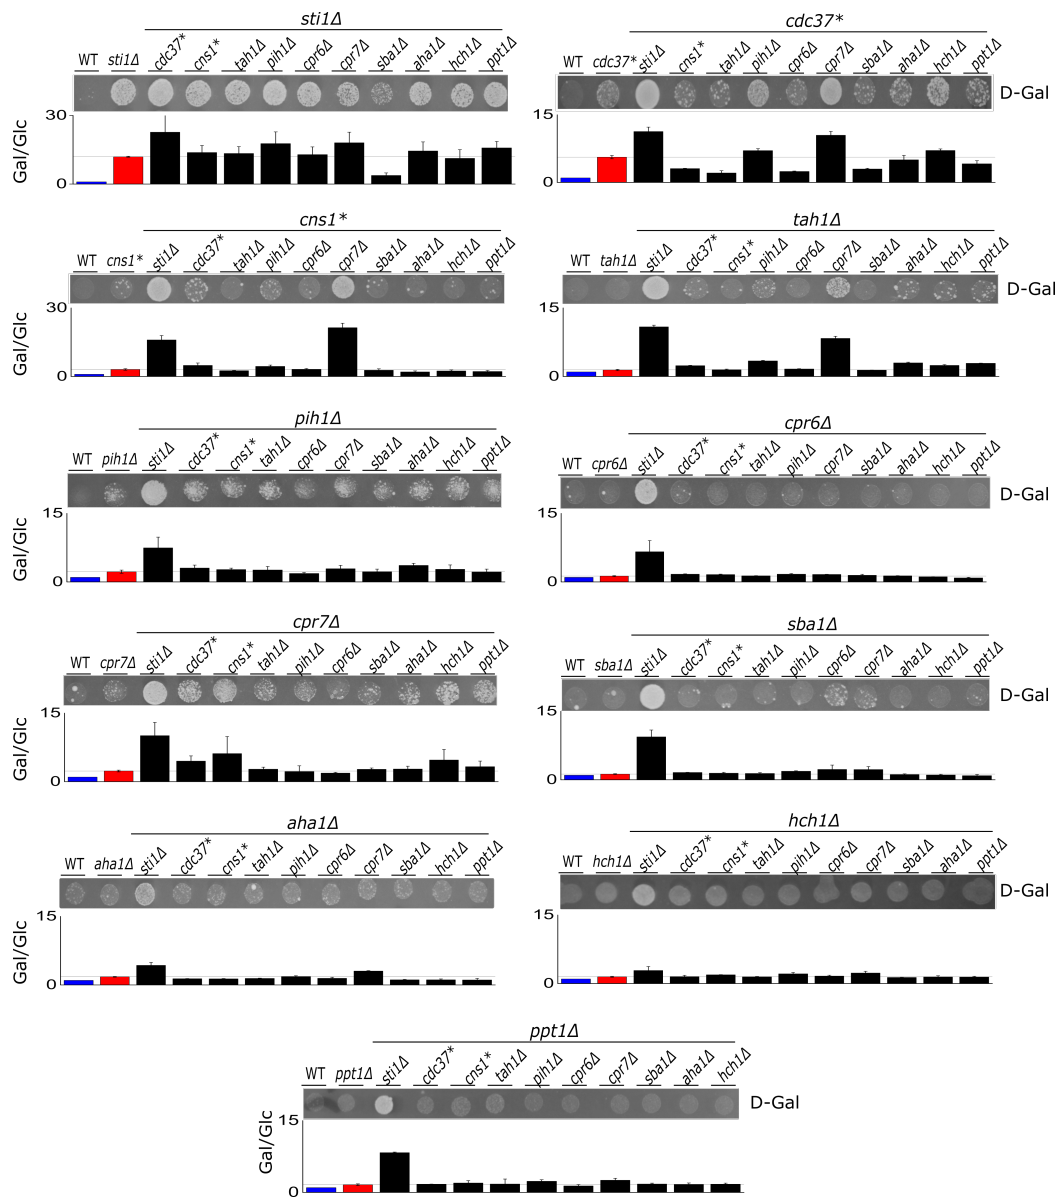 sti1Δ
WT sti1Δ cdc37* cns1* tah1Δ pih1Δ cpr6Δ cpr7Δ sba1Δ aha1Δ hch1Δ ppt1Δ
30
Gal/Glc
0
cdc37*
WT cdc37* sti1Δ cns1* tah1Δ pih1Δ cpr6Δ cpr7Δ sba1Δ aha1Δ hch1Δ ppt1Δ
D-Gal
15
0
cns1*
WT cns1* sti1Δ cdc37* tah1Δ pih1Δ cpr6Δ cpr7Δ sba1Δ aha1Δ hch1Δ ppt1Δ
30
Gal/Glc
0
tah1Δ
WT tah1Δ sti1Δ cdc37* cns1* pih1Δ cpr6Δ cpr7Δ sba1Δ aha1Δ hch1Δ ppt1Δ
D-Gal
15
0
pih1Δ
WT pih1Δ sti1Δ cdc37* cns1* tah1Δ cpr6Δ cpr7Δ sba1Δ aha1Δ hch1Δ ppt1Δ
15
Gal/Glc
0
cpr6Δ
WT cpr6Δ sti1Δ cdc37* cns1* tah1Δ pih1Δ cpr7Δ sba1Δ aha1Δ hch1Δ ppt1Δ
D-Gal
15
0
cpr7Δ
WT cpr7Δ sti1Δ cdc37* cns1* tah1Δ pih1Δ cpr6Δ sba1Δ aha1Δ hch1Δ ppt1Δ
15
Gal/Glc
0
sba1Δ
WT sba1Δ sti1Δ cdc37* cns1* tah1Δ pih1Δ cpr6Δ cpr7Δ aha1Δ hch1Δ ppt1Δ
D-Gal
15
0
aha1Δ
WT aha1Δ sti1Δ cdc37* cns1* tah1Δ pih1Δ cpr6Δ cpr7Δ sba1Δ hch1Δ ppt1Δ
15
Gal/Glc
0
hch1Δ
WT hch1Δ sti1Δ cdc37* cns1* tah1Δ pih1Δ cpr6Δ cpr7Δ sba1Δ aha1Δ ppt1Δ
D-Gal
15
0
ppt1Δ
WT ppt1Δ sti1Δ cdc37* cns1* tah1Δ pih1Δ cpr6Δ cpr7Δ sba1Δ aha1Δ hch1Δ
D-Gal
15
Gal/Glc
0